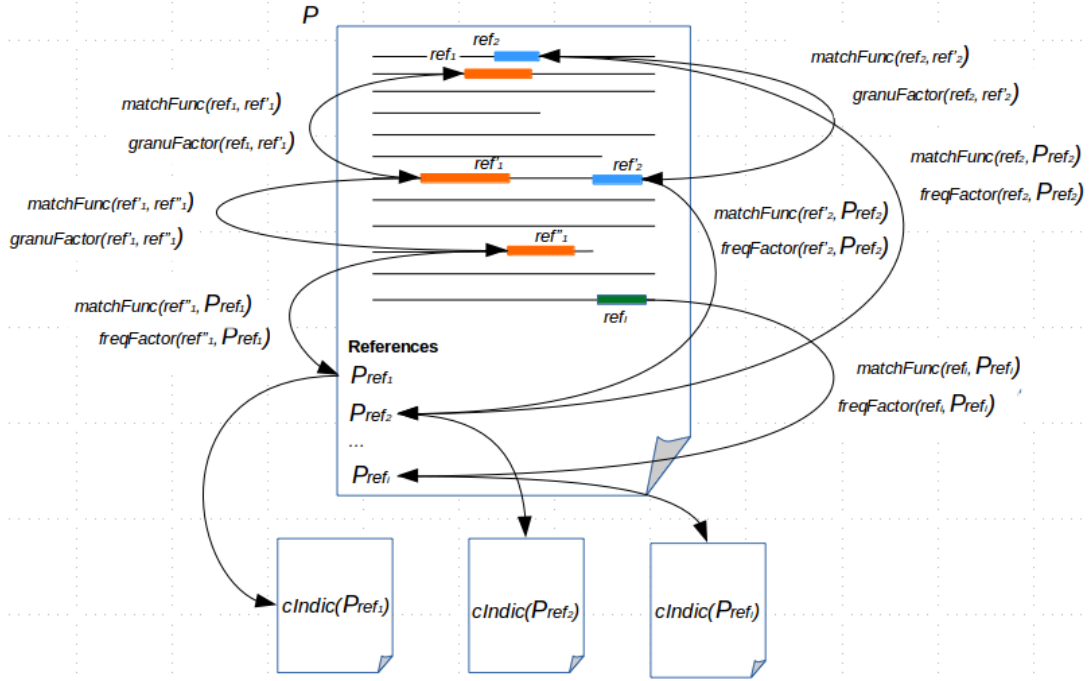 P
ref₂
ref₁
matchFunc(ref₂, ref'₂)
granuFactor(ref₂, ref'₂)
matchFunc(ref₁, ref'₁)
granuFactor(ref₁, ref'₁)
ref'₁
ref'₂
matchFunc(ref₂, Pref₂)
freqFactor(ref₂, Pref₂)
matchFunc(ref'₁, ref"₁)
granuFactor(ref'₁, ref"₁)
matchFunc(ref'₂, Pref₂)
freqFactor(ref'₂, Pref₂)
ref"₁
matchFunc(ref"₁, Pref₁)
freqFactor(ref"₁, Pref₁)
refᵢ
References
Pref₁
matchFunc(refᵢ, Prefᵢ)
freqFactor(refᵢ, Prefᵢ)
Pref₂
...
Prefᵢ
cIndic(Pref₁)
cIndic(Pref₂)
cIndic(Prefᵢ)